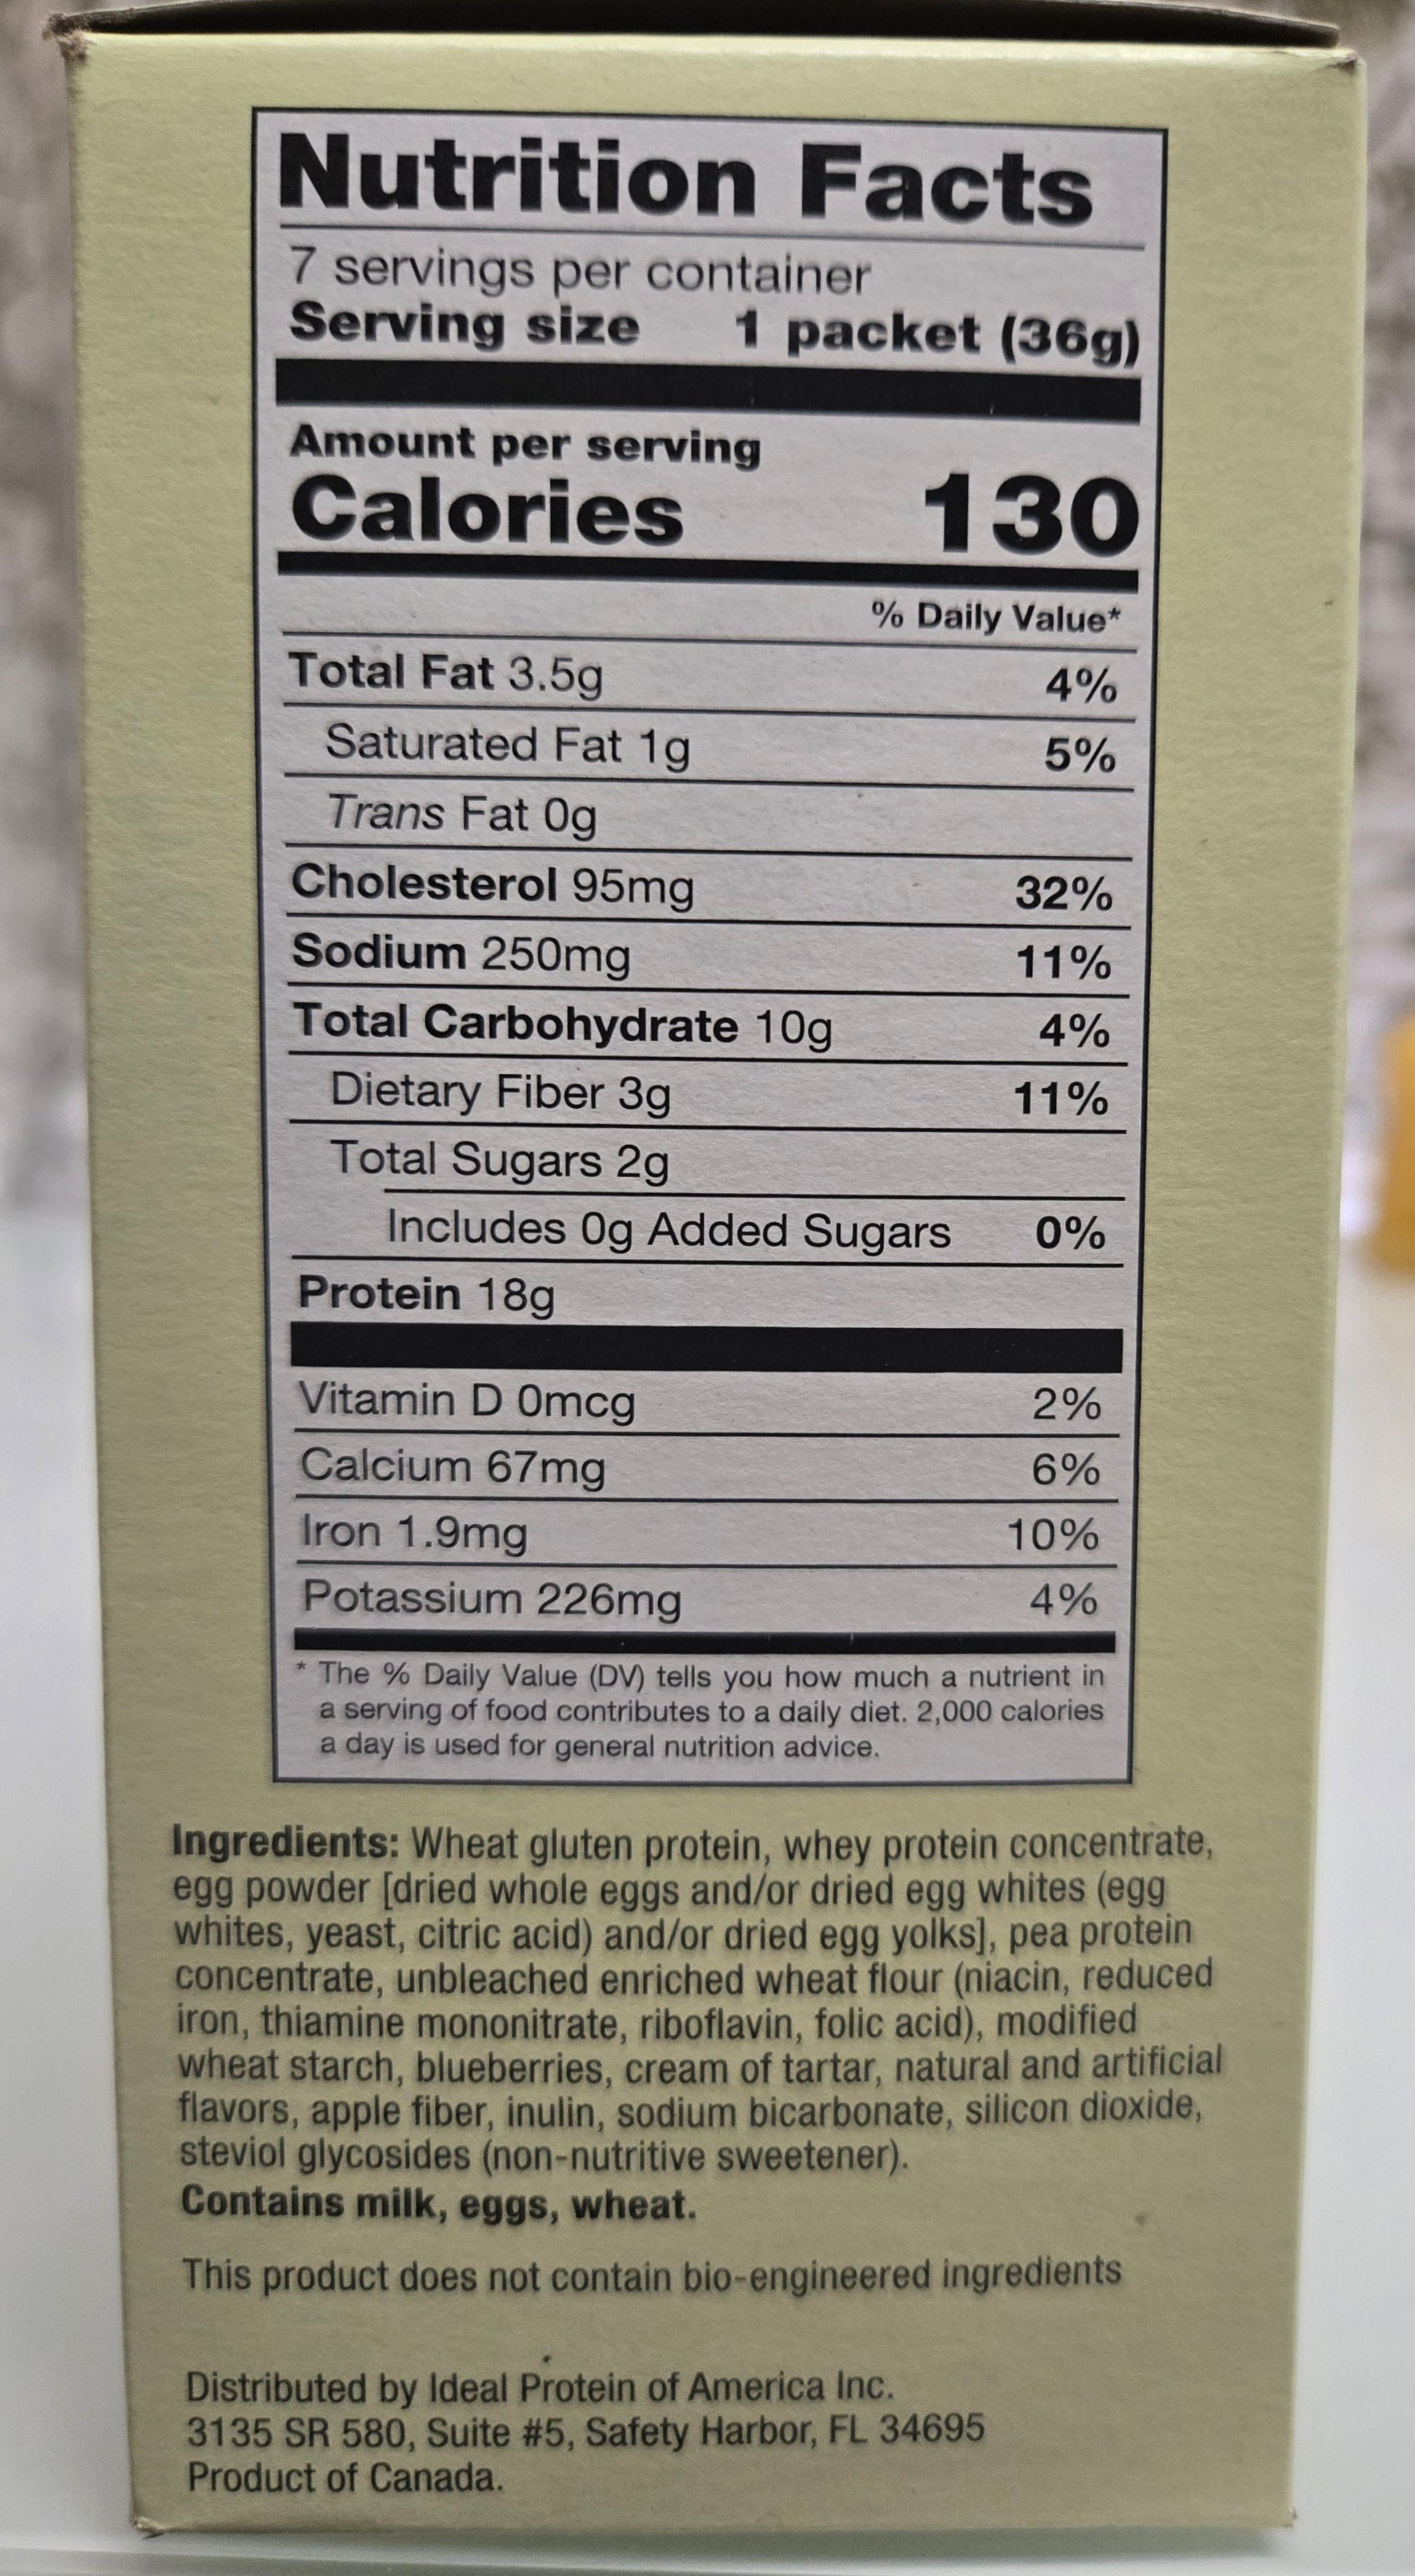 Nutrition Facts
7 servings per container
Serving size 1 packet (36g)
Amount per serving
Calories 130
% Daily Value*
Total Fat 3.5g 4%
Saturated Fat 1g 5%
Trans Fat 0g
Cholesterol 95mg 32%
Sodium 250mg 11%
Total Carbohydrate 10g 4%
Dietary Fiber 3g 11%
Total Sugars 2g
Includes 0g Added Sugars 0%
Protein 18g
Vitamin D 0mcg 2%
Calcium 67mg 6%
Iron 1.9mg 10%
Potassium 226mg 4%
* The % Daily Value (DV) tells you how much a nutrient in
a serving of food contributes to a daily diet. 2,000 calories
a day is used for general nutrition advice.
Ingredients: Wheat gluten protein, whey protein concentrate,
egg powder [dried whole eggs and/or dried egg whites (egg
whites, yeast, citric acid) and/or dried egg yolks], pea protein
concentrate, unbleached enriched wheat flour (niacin, reduced
iron, thiamine mononitrate, riboflavin, folic acid), modified
wheat starch, blueberries, cream of tartar, natural and artificial
flavors, apple fiber, inulin, sodium bicarbonate, silicon dioxide,
steviol glycosides (non-nutritive sweetener).
Contains milk, eggs, wheat.
This product does not contain bio-engineered ingredients
Distributed by Ideal Protein of America Inc.
3135 SR 580, Suite #5, Safety Harbor, FL 34695
Product of Canada.